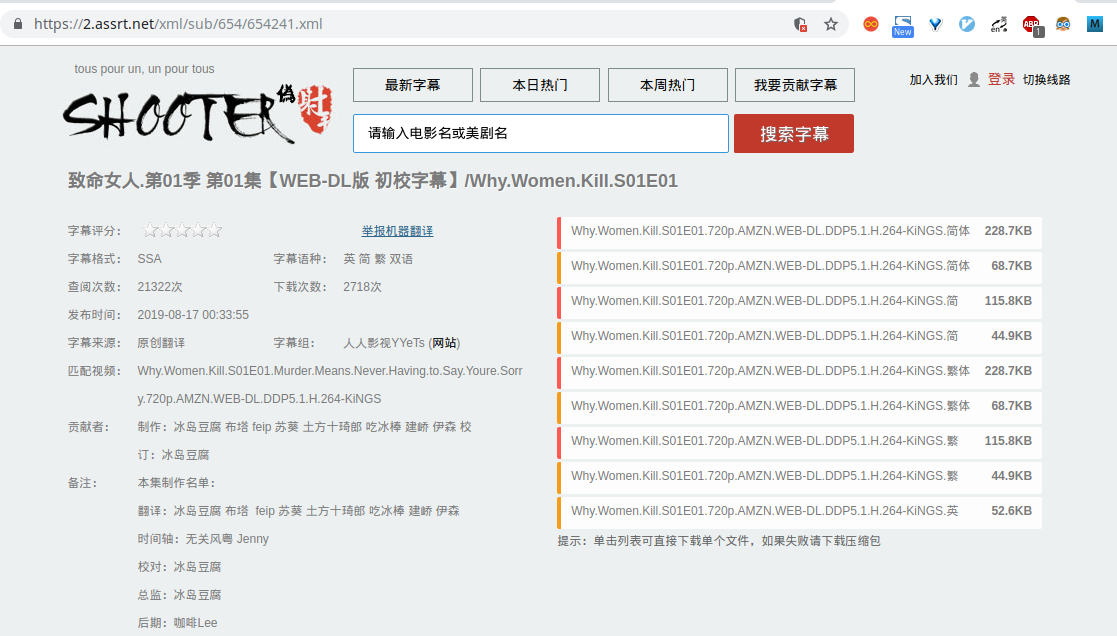 https://2.assrt.net/xml/sub/654/654241.xml
New
en
英
ABP
1
M
tous pour un, un pour tous
SHOOTER 偽 射手
最新字幕
本日热门
本周热门
我要贡献字幕
加入我们
登录
切换线路
请输入电影名或美剧名
搜索字幕
致命女人.第01季 第01集【WEB-DL版 初校字幕】/Why.Women.Kill.S01E01
字幕评分:
举报机器翻译
字幕格式: SSA
字幕语种: 英 简 繁 双语
查阅次数: 21322次
下载次数: 2718次
发布时间: 2019-08-17 00:33:55
字幕来源: 原创翻译
字幕组: 人人影视YYeTs (网站)
匹配视频: Why.Women.Kill.S01E01.Murder.Means.Never.Having.to.Say.Youre.Sorr
y.720p.AMZN.WEB-DL.DDP5.1.H.264-KiNGS
贡献者: 制作：冰岛豆腐 布塔 feip 苏葵 土方十琦郎 吃冰棒 建峤 伊森 校
订：冰岛豆腐
备注: 本集制作名单:
翻译：冰岛豆腐 布塔 feip 苏葵 土方十琦郎 吃冰棒 建峤 伊森
时间轴：无关风粤 Jenny
校对：冰岛豆腐
总监：冰岛豆腐
后期：咖啡Lee
Why.Women.Kill.S01E01.720p.AMZN.WEB-DL.DDP5.1.H.264-KiNGS.简体 228.7KB
Why.Women.Kill.S01E01.720p.AMZN.WEB-DL.DDP5.1.H.264-KiNGS.简体 68.7KB
Why.Women.Kill.S01E01.720p.AMZN.WEB-DL.DDP5.1.H.264-KiNGS.简 115.8KB
Why.Women.Kill.S01E01.720p.AMZN.WEB-DL.DDP5.1.H.264-KiNGS.简 44.9KB
Why.Women.Kill.S01E01.720p.AMZN.WEB-DL.DDP5.1.H.264-KiNGS.繁体 228.7KB
Why.Women.Kill.S01E01.720p.AMZN.WEB-DL.DDP5.1.H.264-KiNGS.繁体 68.7KB
Why.Women.Kill.S01E01.720p.AMZN.WEB-DL.DDP5.1.H.264-KiNGS.繁 115.8KB
Why.Women.Kill.S01E01.720p.AMZN.WEB-DL.DDP5.1.H.264-KiNGS.繁 44.9KB
Why.Women.Kill.S01E01.720p.AMZN.WEB-DL.DDP5.1.H.264-KiNGS.英 52.6KB
提示：单击列表可直接下载单个文件，如果失败请下载压缩包